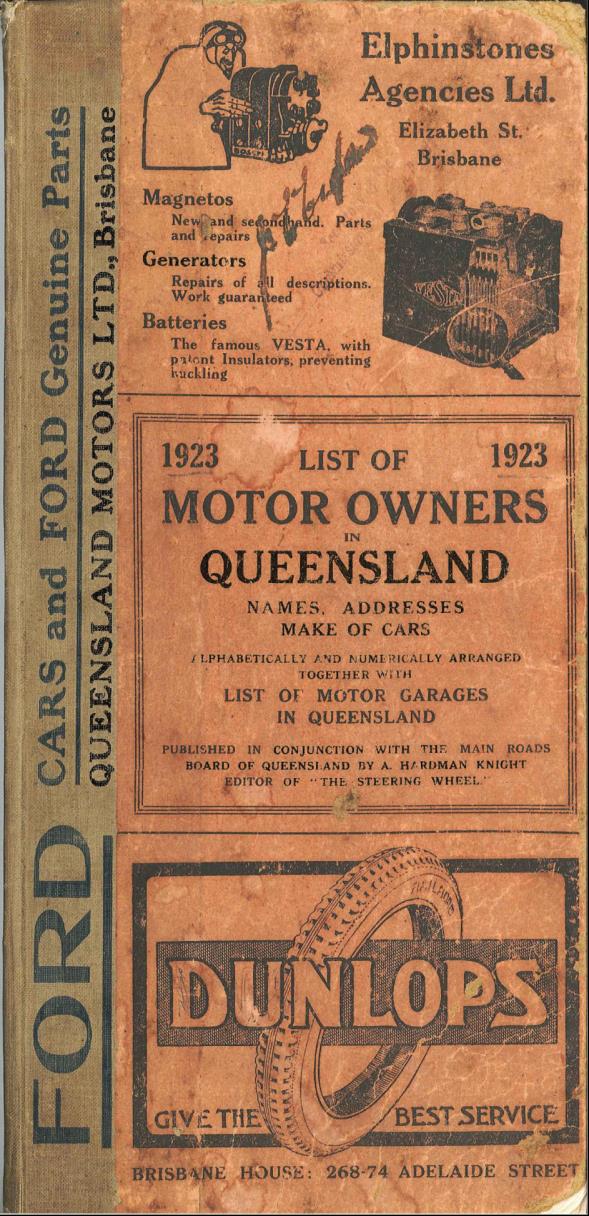 FORD CARS and FORD Genuine Parts
QUEENSLAND MOTORS LTD., Brisbane
Elphinstones
Agencies Ltd.
Elizabeth St.
Brisbane
BOSCH
Magnetos
New and secondhand. Parts
and repairs
Generators
Repairs of all descriptions.
Work guaranteed
Batteries
The famous VESTA, with
patent Insulators, preventing
buckling
VESTA
1923 LIST OF 1923
MOTOR OWNERS
IN
QUEENSLAND
NAMES, ADDRESSES
MAKE OF CARS
ALPHABETICALLY AND NUMERICALLY ARRANGED
TOGETHER WITH
LIST OF MOTOR GARAGES
IN QUEENSLAND
PUBLISHED IN CONJUNCTION WITH THE MAIN ROADS
BOARD OF QUEENSLAND BY A. HARDMAN KNIGHT
EDITOR OF "THE STEERING WHEEL"
DUNLOPS
GIVE THE BEST SERVICE
BRISBANE HOUSE: 268-74 ADELAIDE STREET